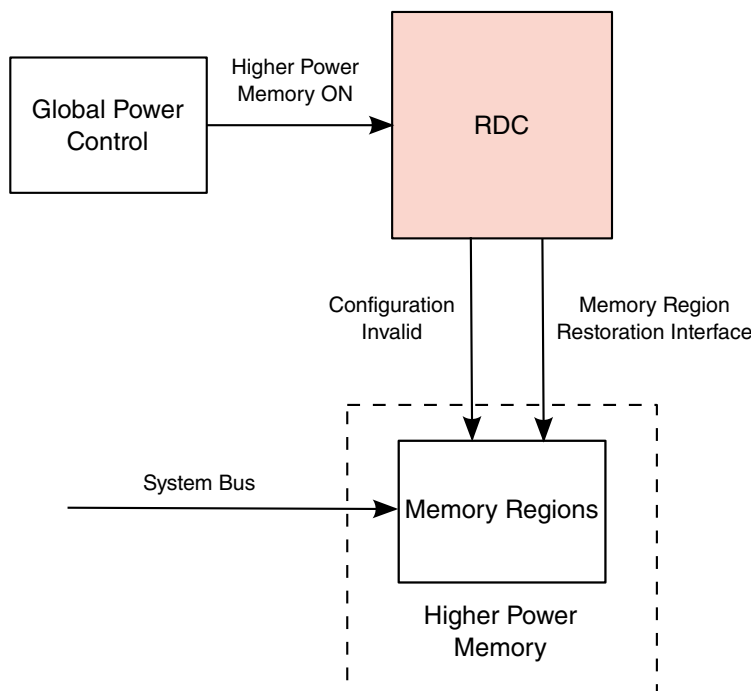 Higher Power
Memory ON
Global Power
Control
RDC
Configuration
Invalid
Memory Region
Restoration Interface
System Bus
Memory Regions
Higher Power
Memory